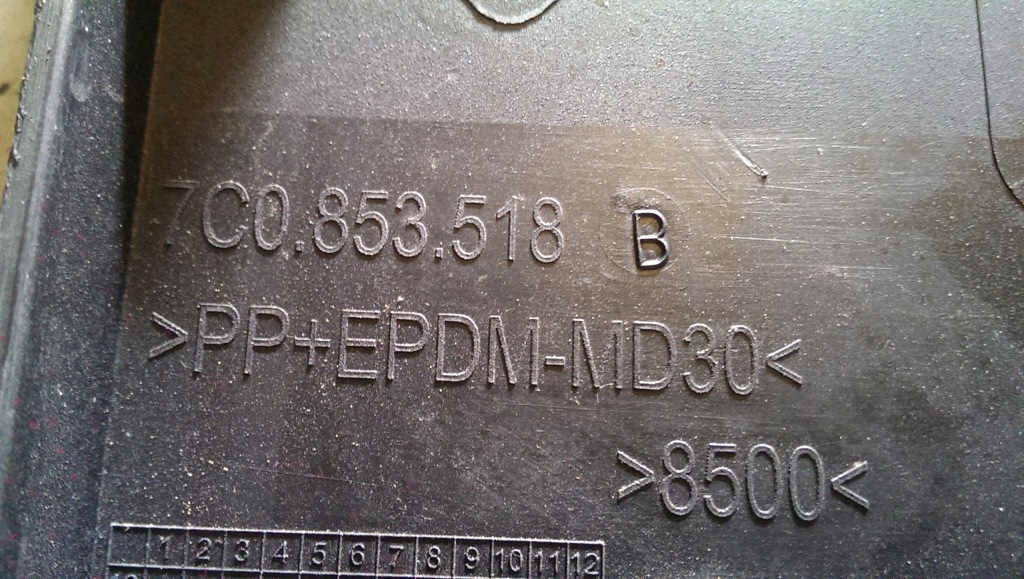 7C0.853.518 B
>PP+EPDM-MD30<
>8500<
1 2 3 4 5 6 7 8 9 10 11 12